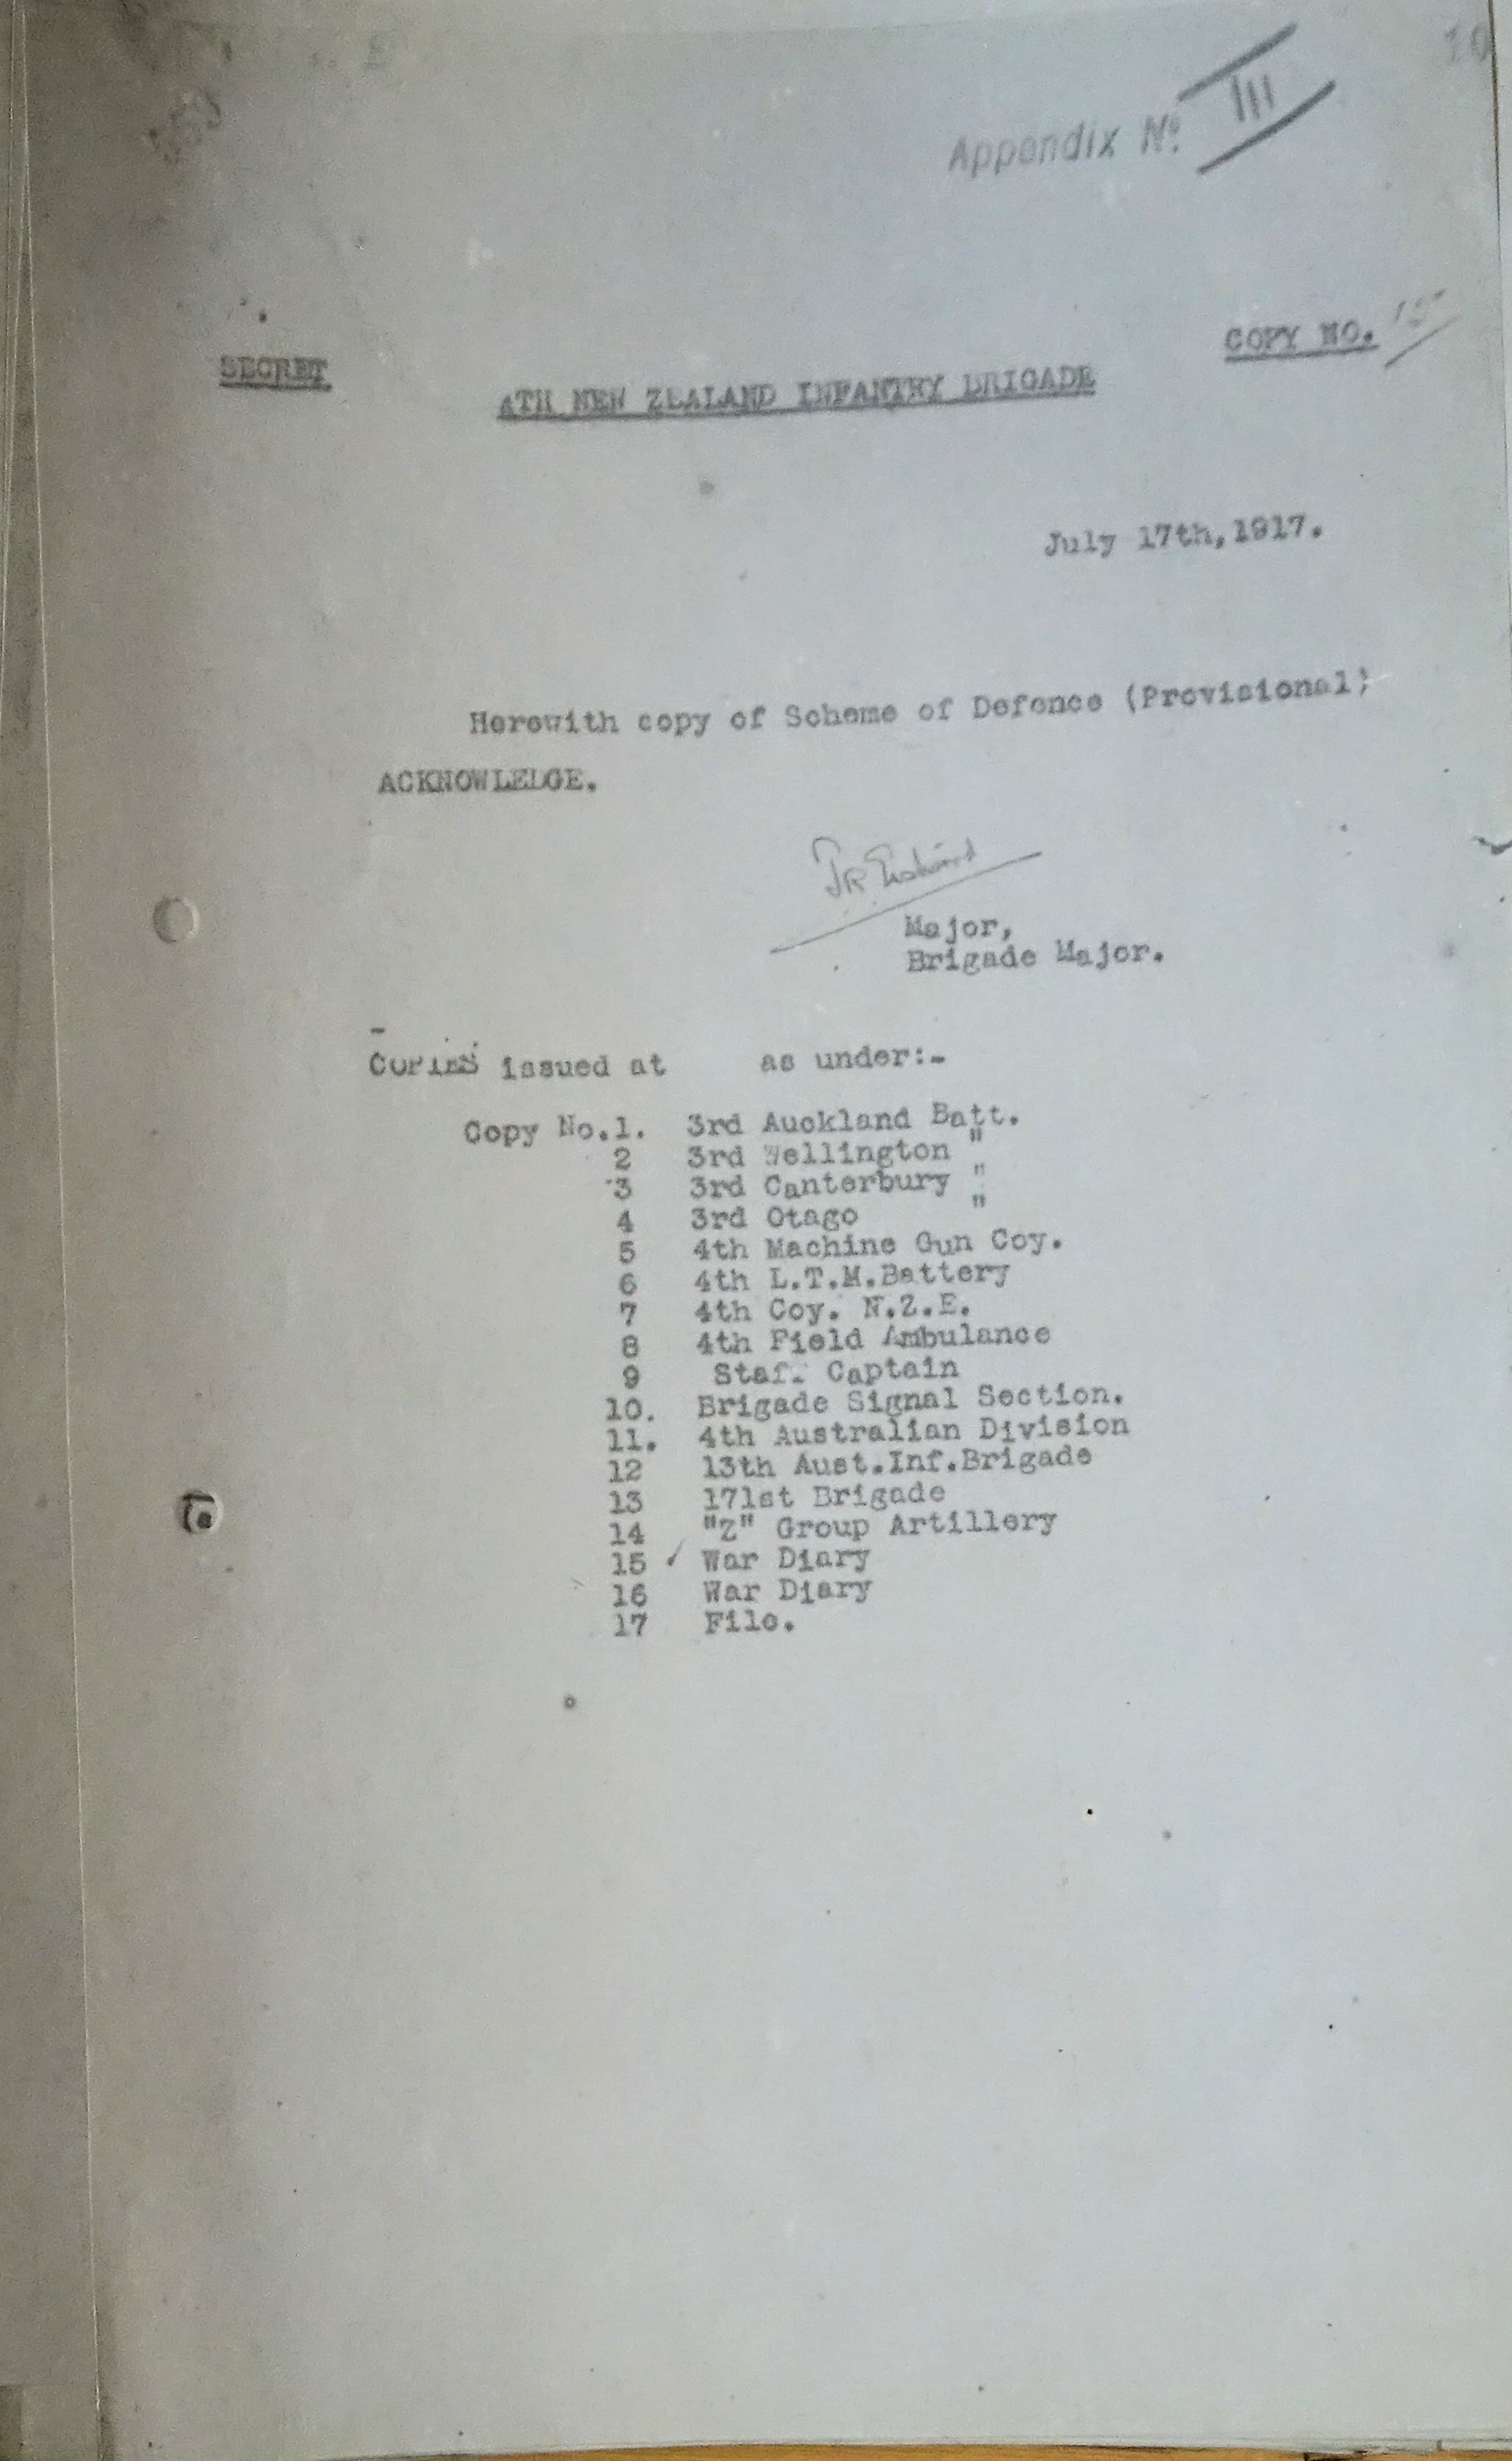 10
Appendix No. III
SECRET
COPY NO. 15
4TH NEW ZEALAND INFANTRY BRIGADE
July 17th, 1917.
Herewith copy of Scheme of Defence (Provisional)
ACKNOWLEDGE.
Major,
Brigade Major.
COPIES issued at as under:-
Copy No.1. 3rd Auckland Batt.
2 3rd Wellington "
3 3rd Canterbury "
4 3rd Otago "
5 4th Machine Gun Coy.
6 4th L.T.M.Battery
7 4th Coy. N.Z.E.
8 4th Field Ambulance
9 Staff Captain
10. Brigade Signal Section.
11. 4th Australian Division
12 13th Aust.Inf.Brigade
13 171st Brigade
14 "Z" Group Artillery
15 ✓ War Diary
16 War Diary
17 File.